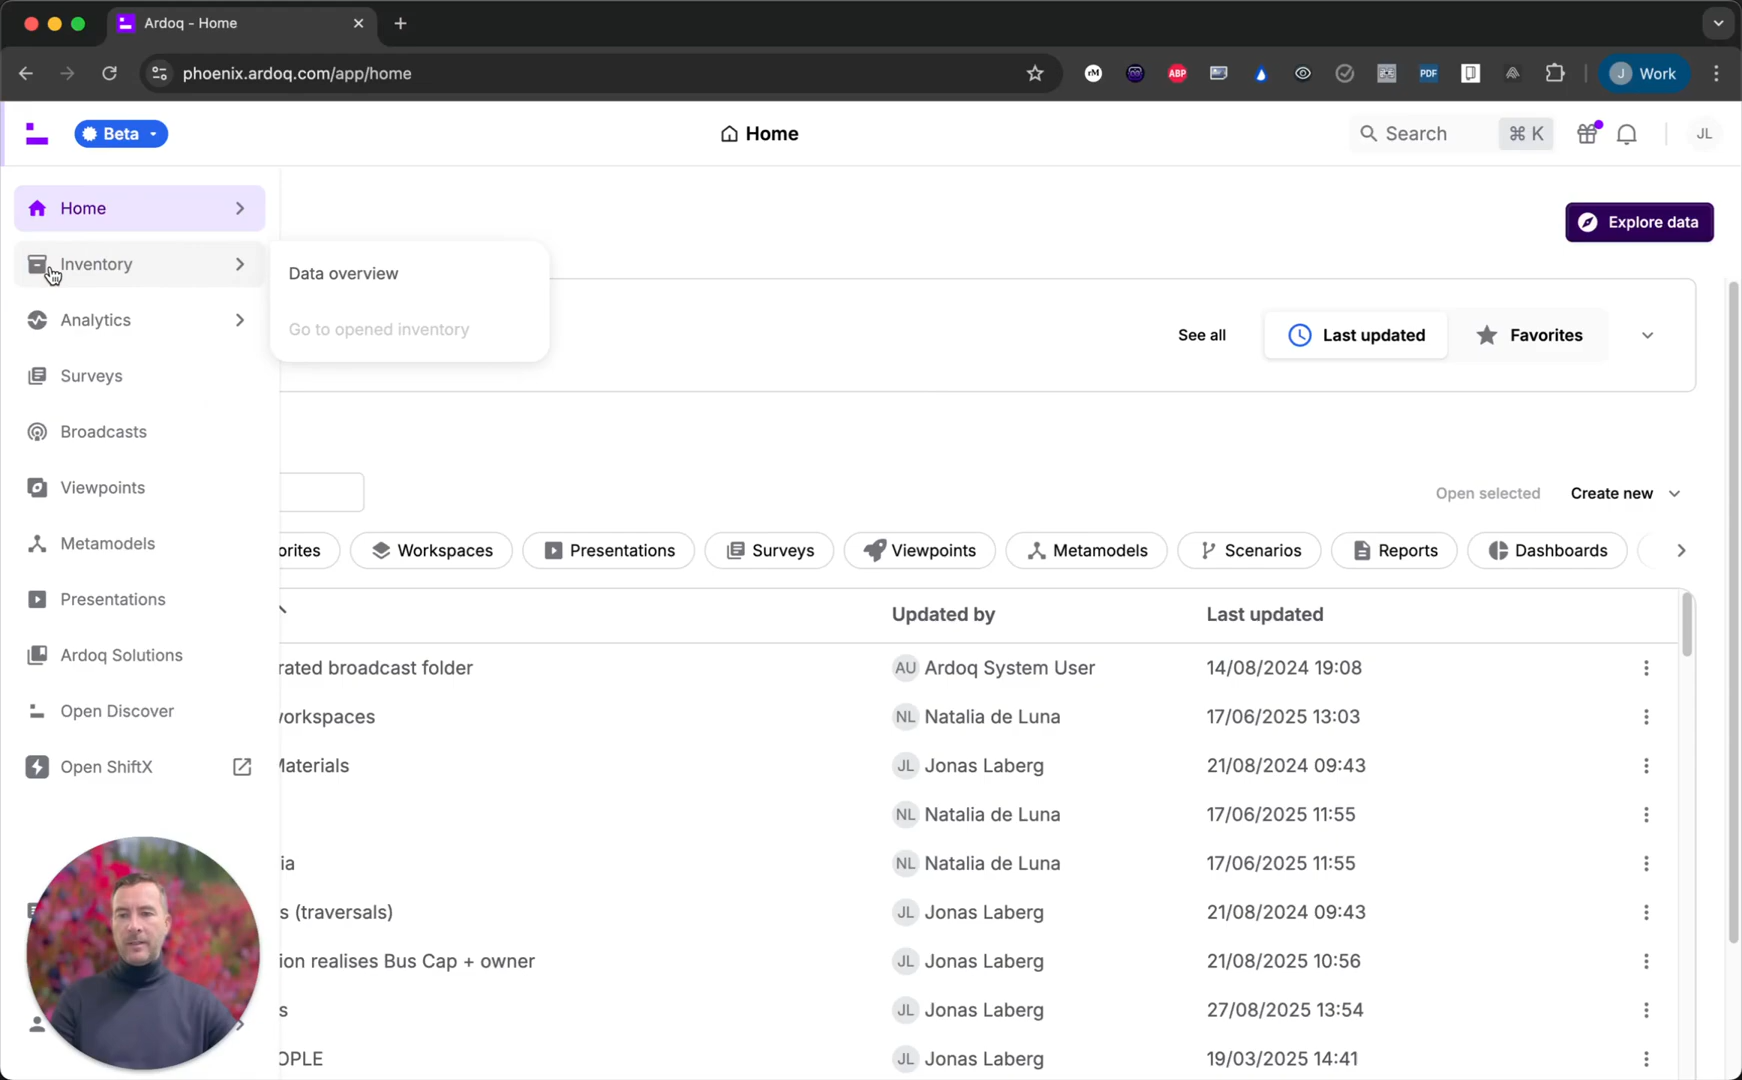 Ardoq - Home
phoenix.ardoq.com/app/home
ABP
PDF
J Work
Beta
Home
Search ⌘ K
JL
Home
Explore data
Inventory
Data overview
Analytics
Go to opened inventory
See all Last updated Favorites
Surveys
Broadcasts
Viewpoints
Open selected Create new
Metamodels
orites Workspaces Presentations Surveys Viewpoints Metamodels Scenarios Reports Dashboards
Presentations
Updated by Last updated
Ardoq Solutions
rated broadcast folder AU Ardoq System User 14/08/2024 19:08
Open Discover
workspaces NL Natalia de Luna 17/06/2025 13:03
Open ShiftX
Materials JL Jonas Laberg 21/08/2024 09:43
NL Natalia de Luna 17/06/2025 11:55
ia NL Natalia de Luna 17/06/2025 11:55
s (traversals) JL Jonas Laberg 21/08/2024 09:43
ion realises Bus Cap + owner JL Jonas Laberg 21/08/2025 10:56
s JL Jonas Laberg 27/08/2025 13:54
OPLE JL Jonas Laberg 19/03/2025 14:41